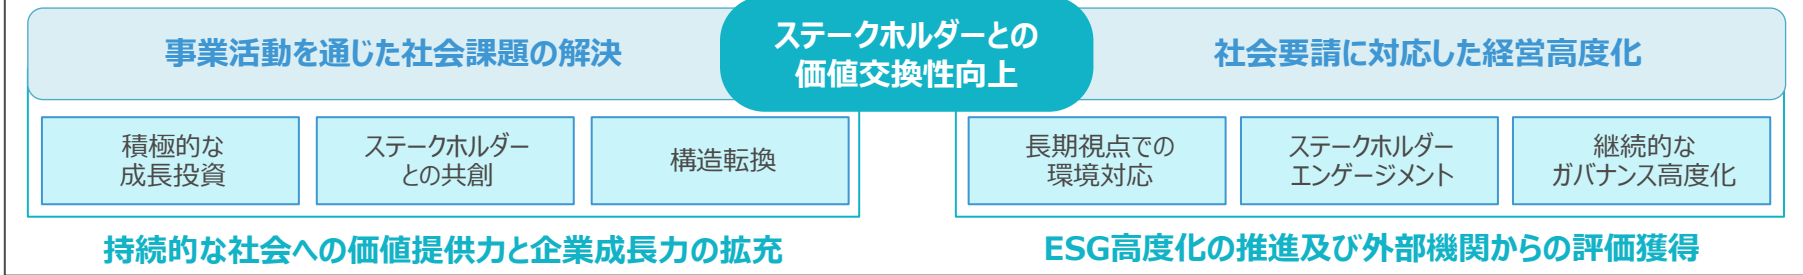 事業活動を通じた社会課題の解決
ステークホルダーとの
価値交換性向上
社会要請に対応した経営高度化
積極的な
成長投資
ステークホルダー
との共創
構造転換
長期視点での
環境対応
ステークホルダー
エンゲージメント
継続的な
ガバナンス高度化
持続的な社会への価値提供力と企業成長力の拡充
ESG高度化の推進及び外部機関からの評価獲得